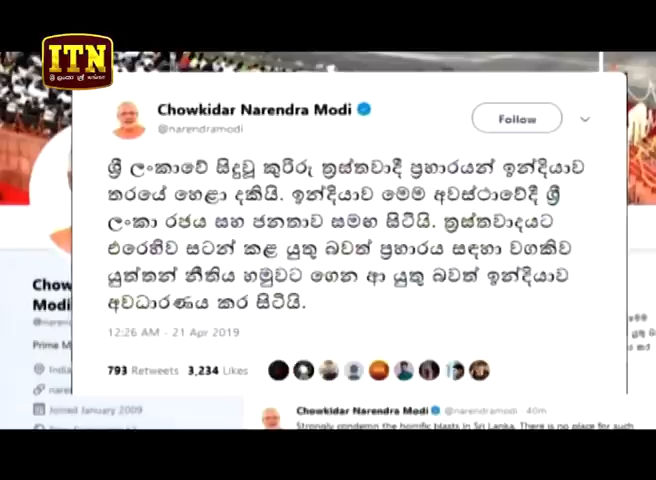 ITN
ශ්‍රී ලංකාවේ සිදුවූ කුරිරු ත්‍රස්තවාදී ප්‍රහාරයන් ඉන්දියාව
තරයේ හෙළා දකියි. ඉන්දියාව මෙම අවස්ථාවේදී ශ්‍රී
ලංකා රජය සහ ජනතාව සමඟ සිටියි. ත්‍රස්තවාදයට
එරෙහිව සටන් කළ යුතු බවත් ප්‍රහාරය සඳහා වගකිව
යුත්තන් නීතිය හමුවට ගෙන ආ යුතු බවත් ඉන්දියාව
අවධාරණය කර සිටියි.
Chowkidar Narendra Modi
@narendramodi
Follow
12:26 AM - 21 Apr 2019
793 Retweets 3,234 Likes
Modi
Prime
Joined January 2009
Chowkidar Narendra Modi @narendramodi 40m
Strongly condemn the horrific blasts in Sri Lanka. There is no place for such